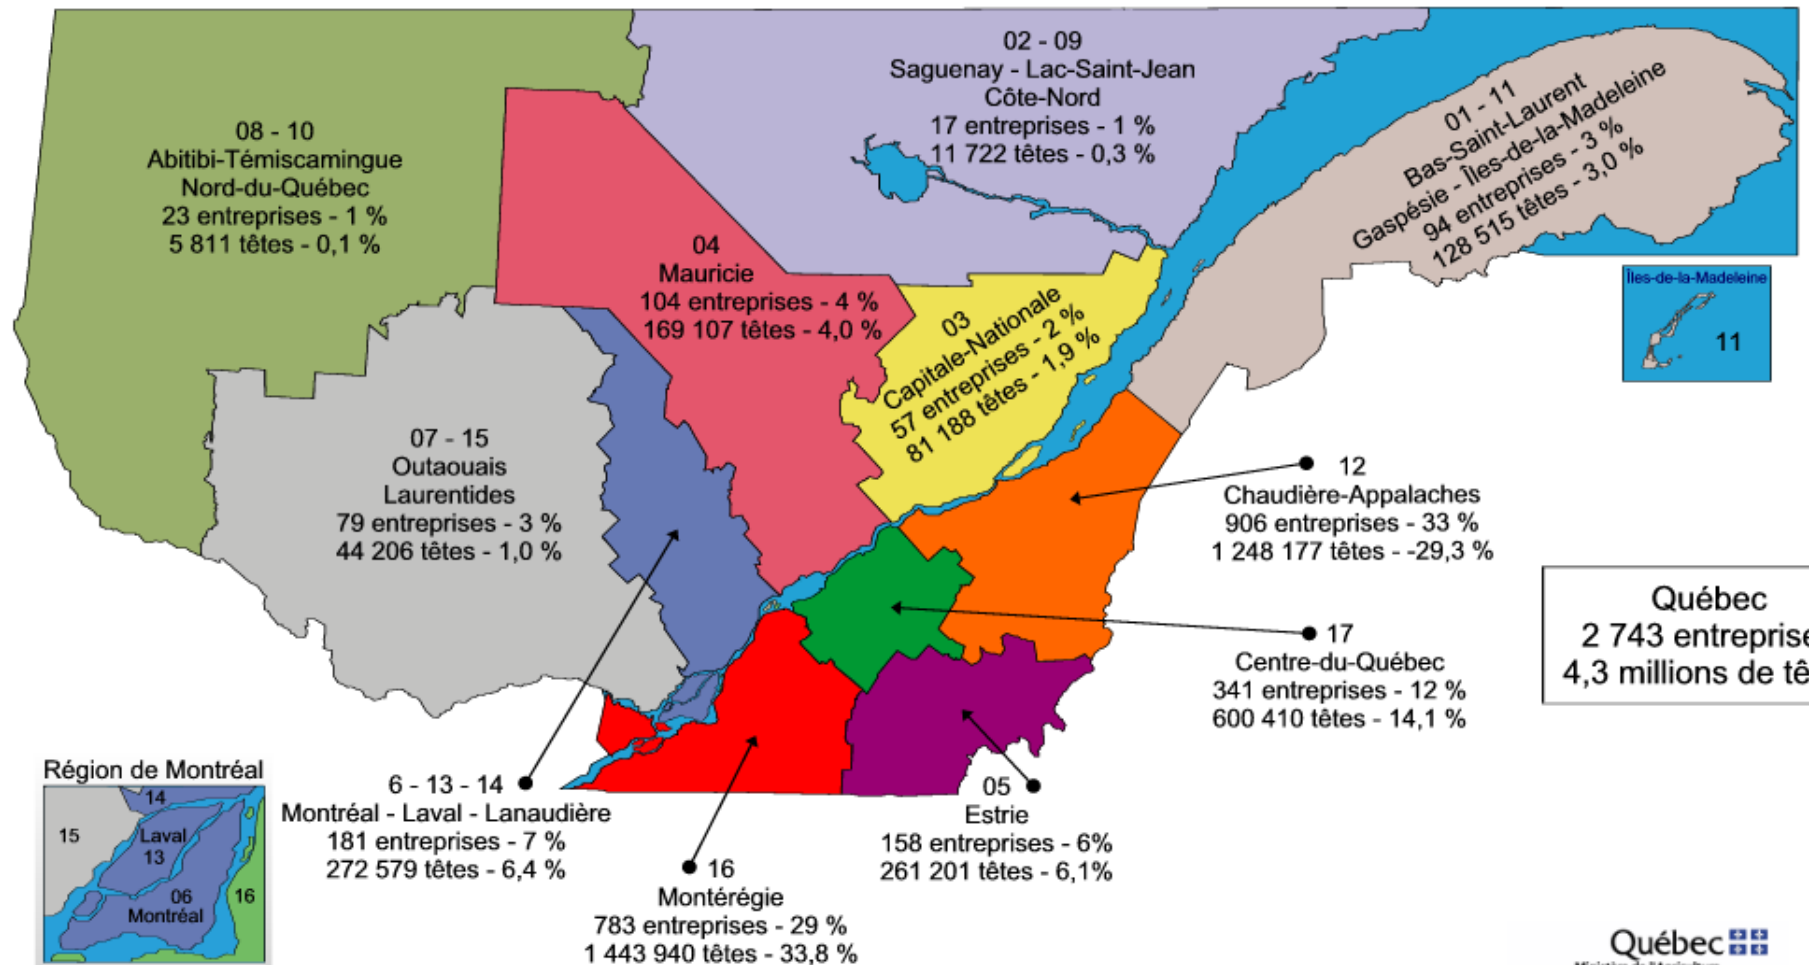 02 - 09
Saguenay - Lac-Saint-Jean
Côte-Nord
17 entreprises - 1 %
11 722 têtes - 0,3 %
01 - 11
Bas-Saint-Laurent
Gaspésie - Îles-de-la-Madeleine
94 entreprises - 3 %
128 515 têtes - 3,0 %
08 - 10
Abitibi-Témiscamingue
Nord-du-Québec
23 entreprises - 1 %
5 811 têtes - 0,1 %
04
Mauricie
104 entreprises - 4 %
169 107 têtes - 4,0 %
03
Capitale-Nationale
57 entreprises - 2 %
81 188 têtes - 1,9 %
Îles-de-la-Madeleine
11
07 - 15
Outaouais
Laurentides
79 entreprises - 3 %
44 206 têtes - 1,0 %
12
Chaudière-Appalaches
906 entreprises - 33 %
1 248 177 têtes - -29,3 %
17
Centre-du-Québec
341 entreprises - 12 %
600 410 têtes - 14,1 %
Québec
2 743 entreprise
4,3 millions de tê
Région de Montréal
14
15
Laval
13
06
Montréal
16
6 - 13 - 14
Montréal - Laval - Lanaudière
181 entreprises - 7 %
272 579 têtes - 6,4 %
05
Estrie
158 entreprises - 6%
261 201 têtes - 6,1%
16
Montérégie
783 entreprises - 29 %
1 443 940 têtes - 33,8 %
Québec